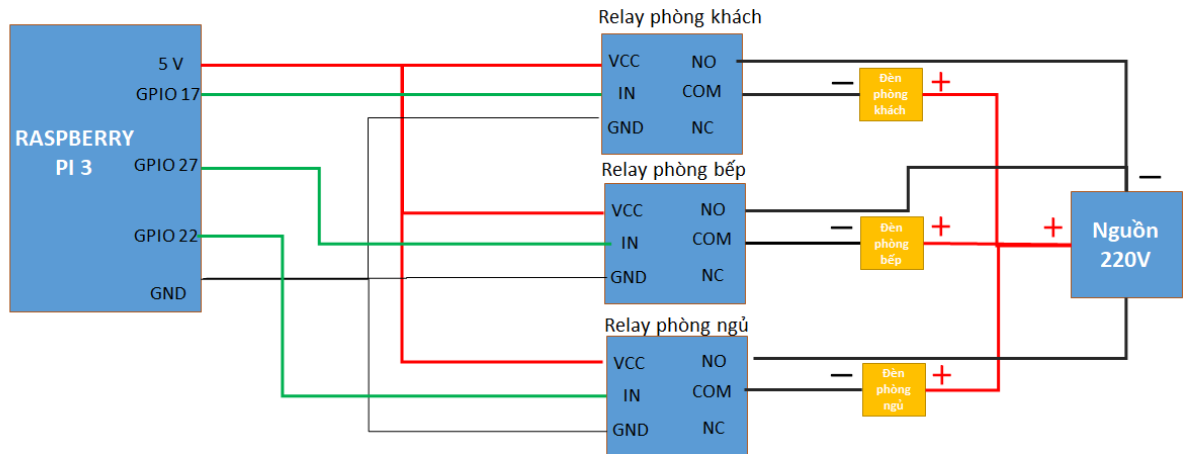 Relay phòng khách
5 V
GPIO 17
RASPBERRY
PI 3
GPIO 27
GPIO 22
GND
VCC NO
IN COM
GND NC
− Đèn phòng khách +
Relay phòng bếp
VCC NO
IN COM
GND NC
− Đèn phòng bếp +
+
−
Nguồn
220V
Relay phòng ngủ
VCC NO
IN COM
GND NC
− Đèn phòng ngủ +